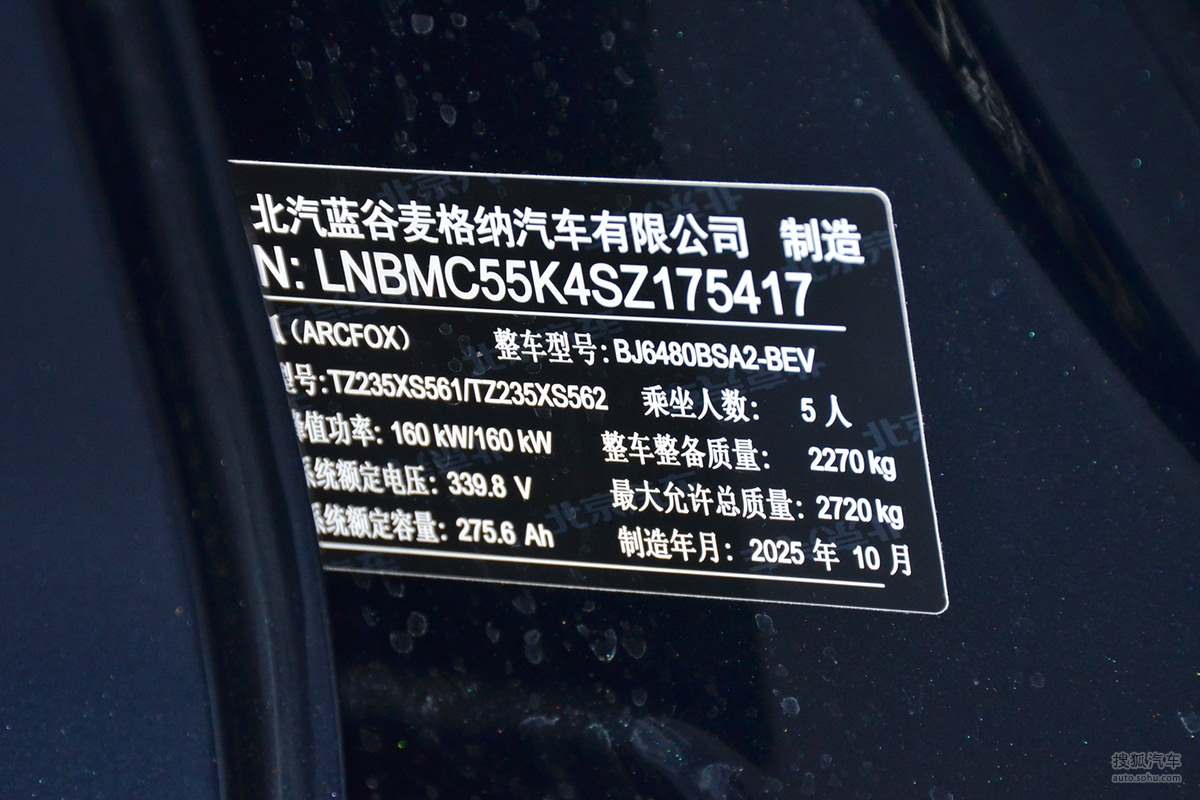 北汽蓝谷麦格纳汽车有限公司 制造
N: LNBMC55K4SZ175417
(ARCFOX) 整车型号: BJ6480BSA2-BEV
型号: TZ235XS561/TZ235XS562 乘坐人数: 5 人
峰值功率: 160 kW/160 kW 整车整备质量: 2270 kg
系统额定电压: 339.8 V 最大允许总质量: 2720 kg
系统额定容量: 275.6 Ah 制造年月: 2025 年 10 月
搜狐汽车
auto.sohu.com